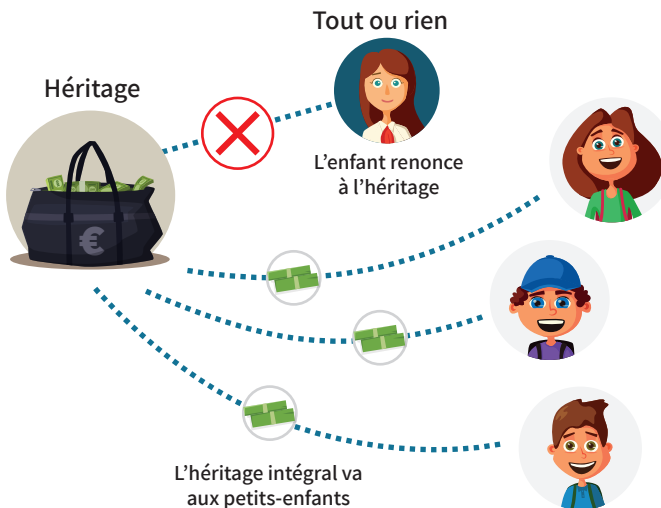 Tout ou rien
Héritage
L’enfant renonce
à l’héritage
€
L’héritage intégral va
aux petits-enfants